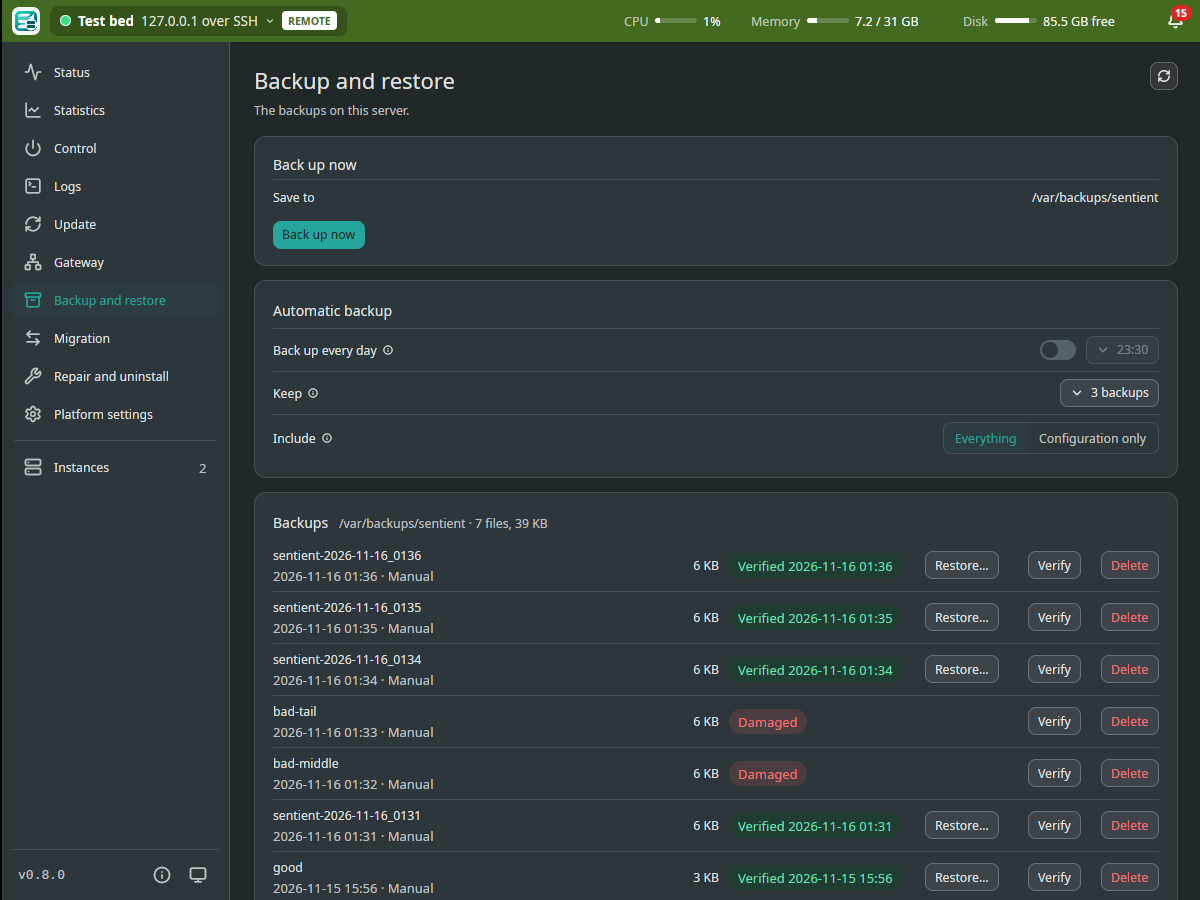 Test bed 127.0.0.1 over SSH REMOTE CPU 1% Memory 7.2 / 31 GB Disk 85.5 GB free 15
Status
Statistics
Control
Logs
Update
Gateway
Backup and restore
Migration
Repair and uninstall
Platform settings
Instances 2
v0.8.0
Backup and restore
The backups on this server.
Back up now
Save to /var/backups/sentient
Back up now
Automatic backup
Back up every day 23:30
Keep 3 backups
Include Everything Configuration only
Backups /var/backups/sentient · 7 files, 39 KB
sentient-2026-11-16_0136
2026-11-16 01:36 · Manual
6 KB Verified 2026-11-16 01:36 Restore... Verify Delete
sentient-2026-11-16_0135
2026-11-16 01:35 · Manual
6 KB Verified 2026-11-16 01:35 Restore... Verify Delete
sentient-2026-11-16_0134
2026-11-16 01:34 · Manual
6 KB Verified 2026-11-16 01:34 Restore... Verify Delete
bad-tail
2026-11-16 01:33 · Manual
6 KB Damaged Verify Delete
bad-middle
2026-11-16 01:32 · Manual
6 KB Damaged Verify Delete
sentient-2026-11-16_0131
2026-11-16 01:31 · Manual
6 KB Verified 2026-11-16 01:31 Restore... Verify Delete
good
2026-11-15 15:56 · Manual
3 KB Verified 2026-11-15 15:56 Restore... Verify Delete